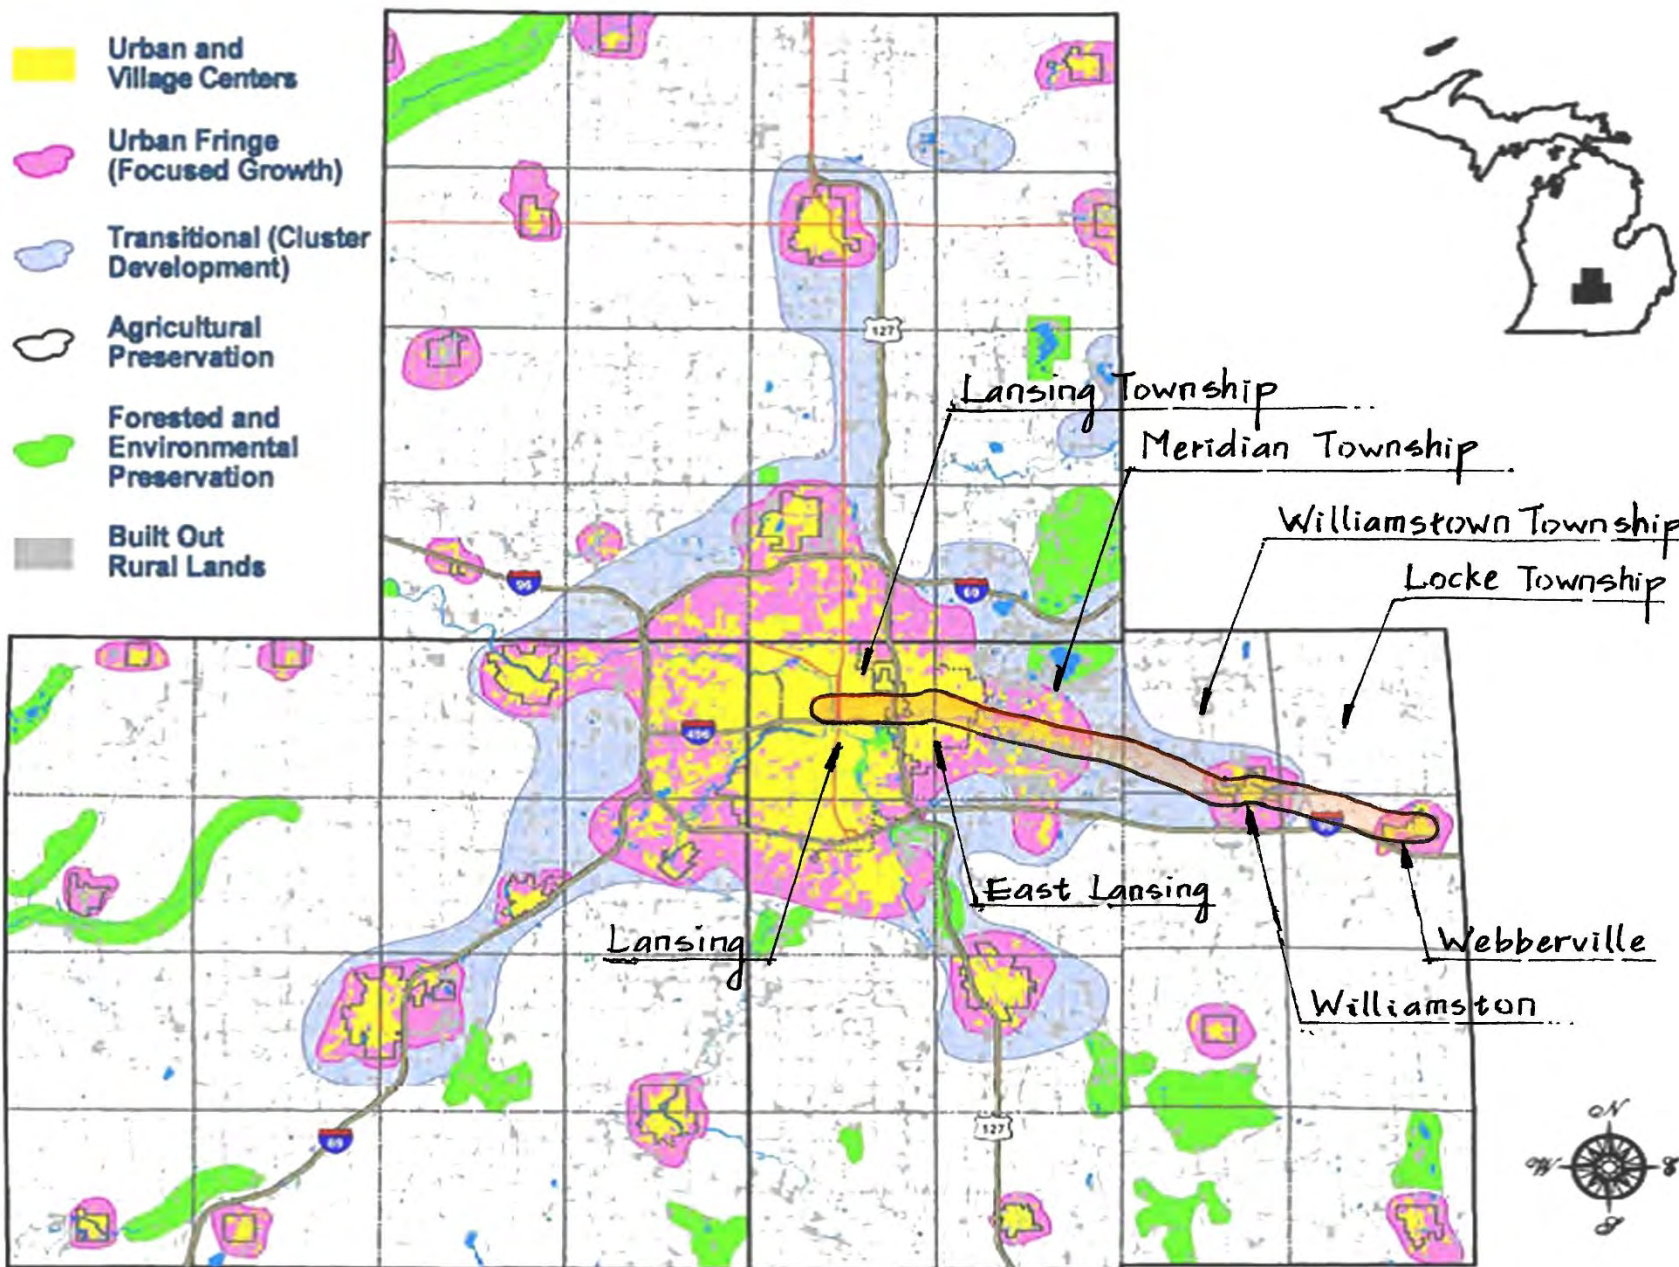 Urban and
Village Centers
Urban Fringe
(Focused Growth)
Transitional (Cluster
Development)
Agricultural
Preservation
Forested and
Environmental
Preservation
Built Out
Rural Lands
127
Lansing Township
Meridian Township
Williamstown Township
Locke Township
96
69
496
East Lansing
Lansing
Webberville
Williamston
127
69
N
W
S